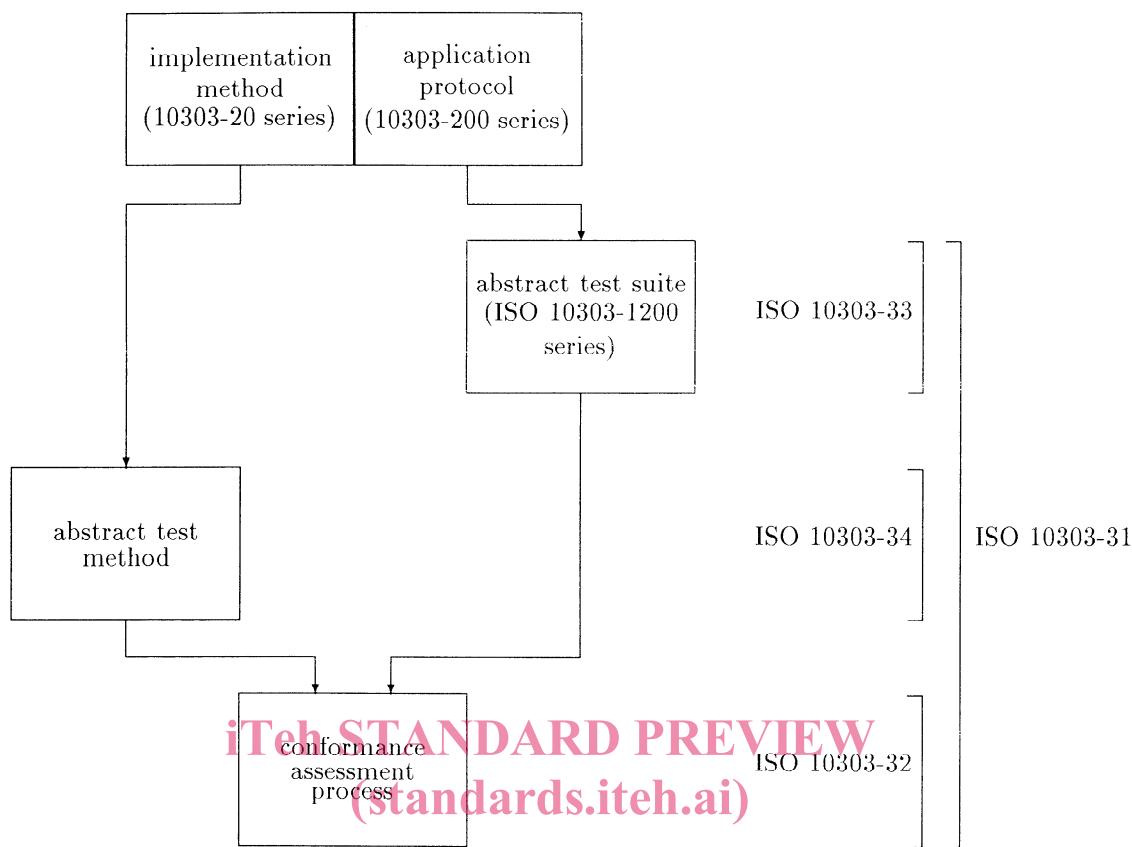 implementation
method
(10303-20 series)
application
protocol
(10303-200 series)
abstract test suite
(ISO 10303-1200
series)
ISO 10303-33
abstract test
method
ISO 10303-34
ISO 10303-31
iTeh STANDARD PREVIEW
(standards.iteh.ai)
conformance
assessment
process
ISO 10303-32